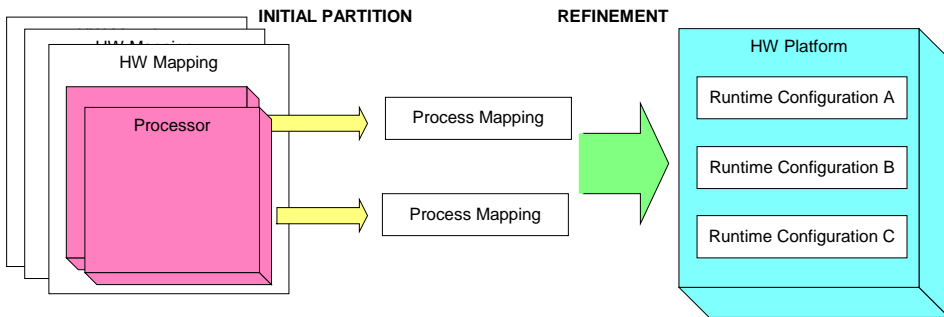 INITIAL PARTITION
REFINEMENT
HW Mapping
Processor
Process Mapping
Process Mapping
HW Platform
Runtime Configuration A
Runtime Configuration B
Runtime Configuration C